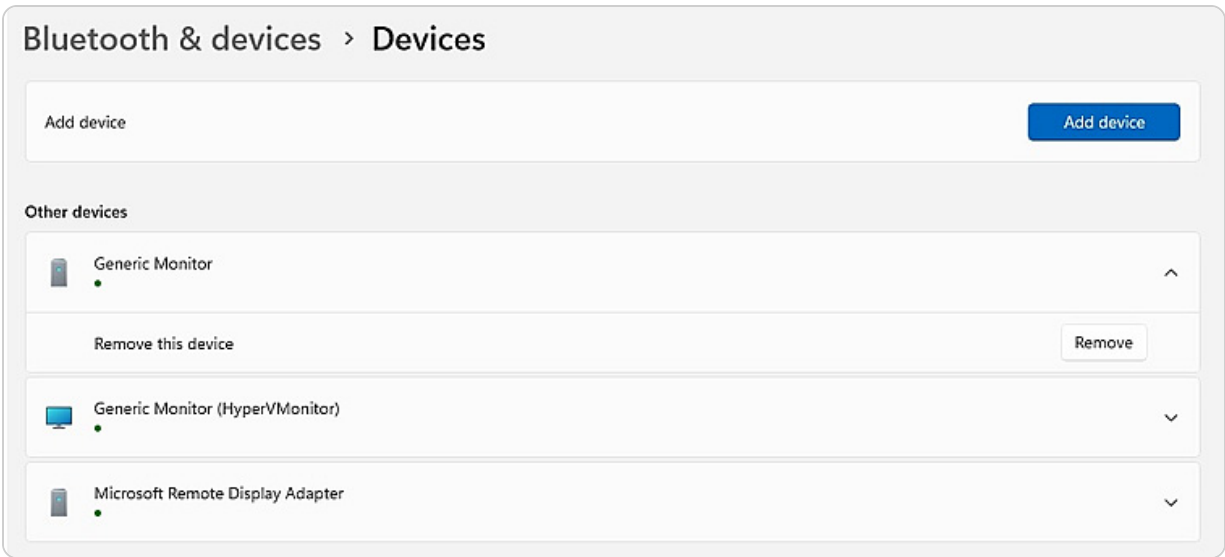 Bluetooth & devices > Devices
Add device
Add device
Other devices
Generic Monitor
Remove this device
Remove
Generic Monitor (HyperVMonitor)
Microsoft Remote Display Adapter